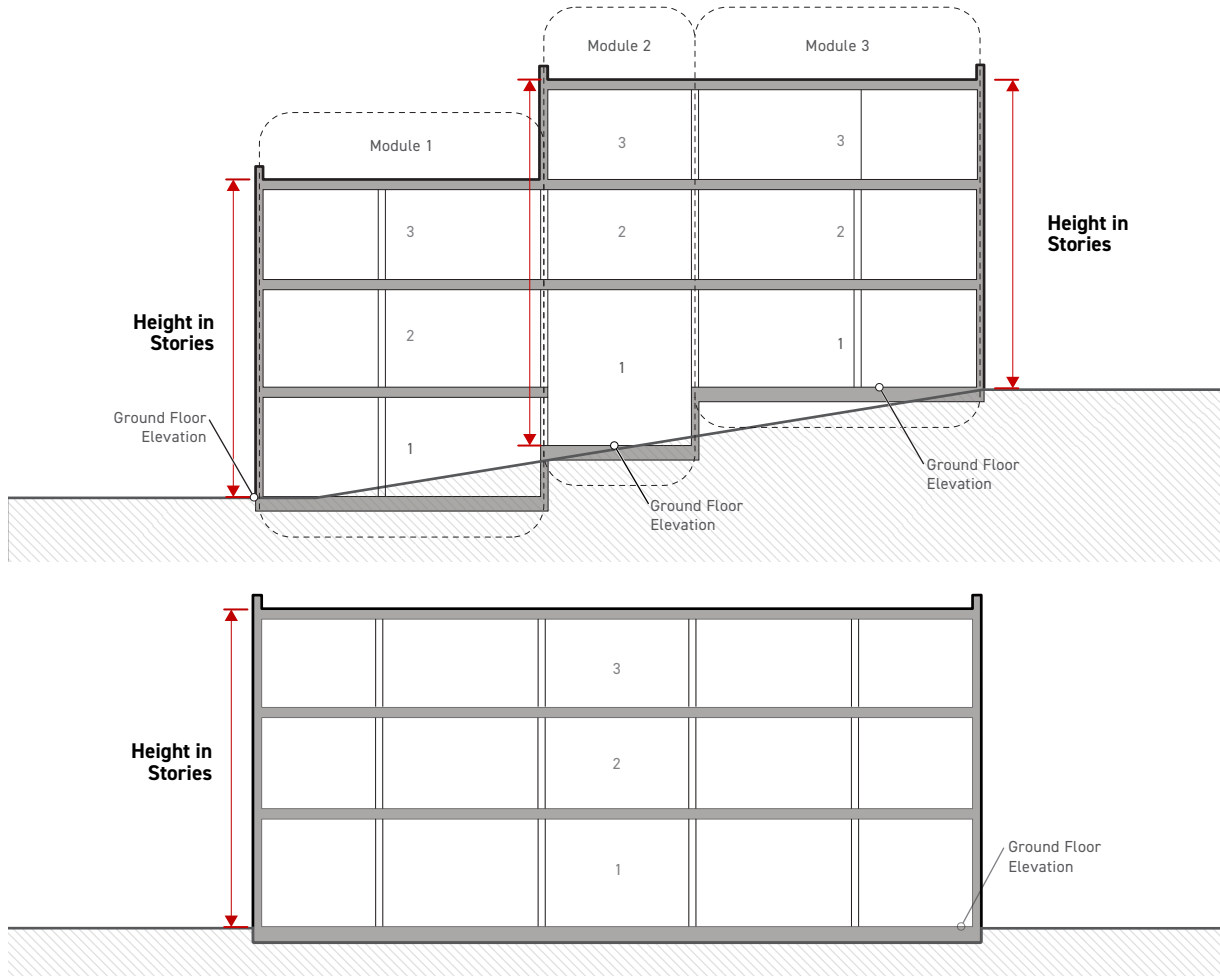 Module 2
Module 3
Module 1
3
3
3
2
2
Height in
Stories
Height in
Stories
2
1
1
Ground Floor
Elevation
1
Ground Floor
Elevation
Ground Floor
Elevation
3
Height in
Stories
2
Ground Floor
Elevation
1